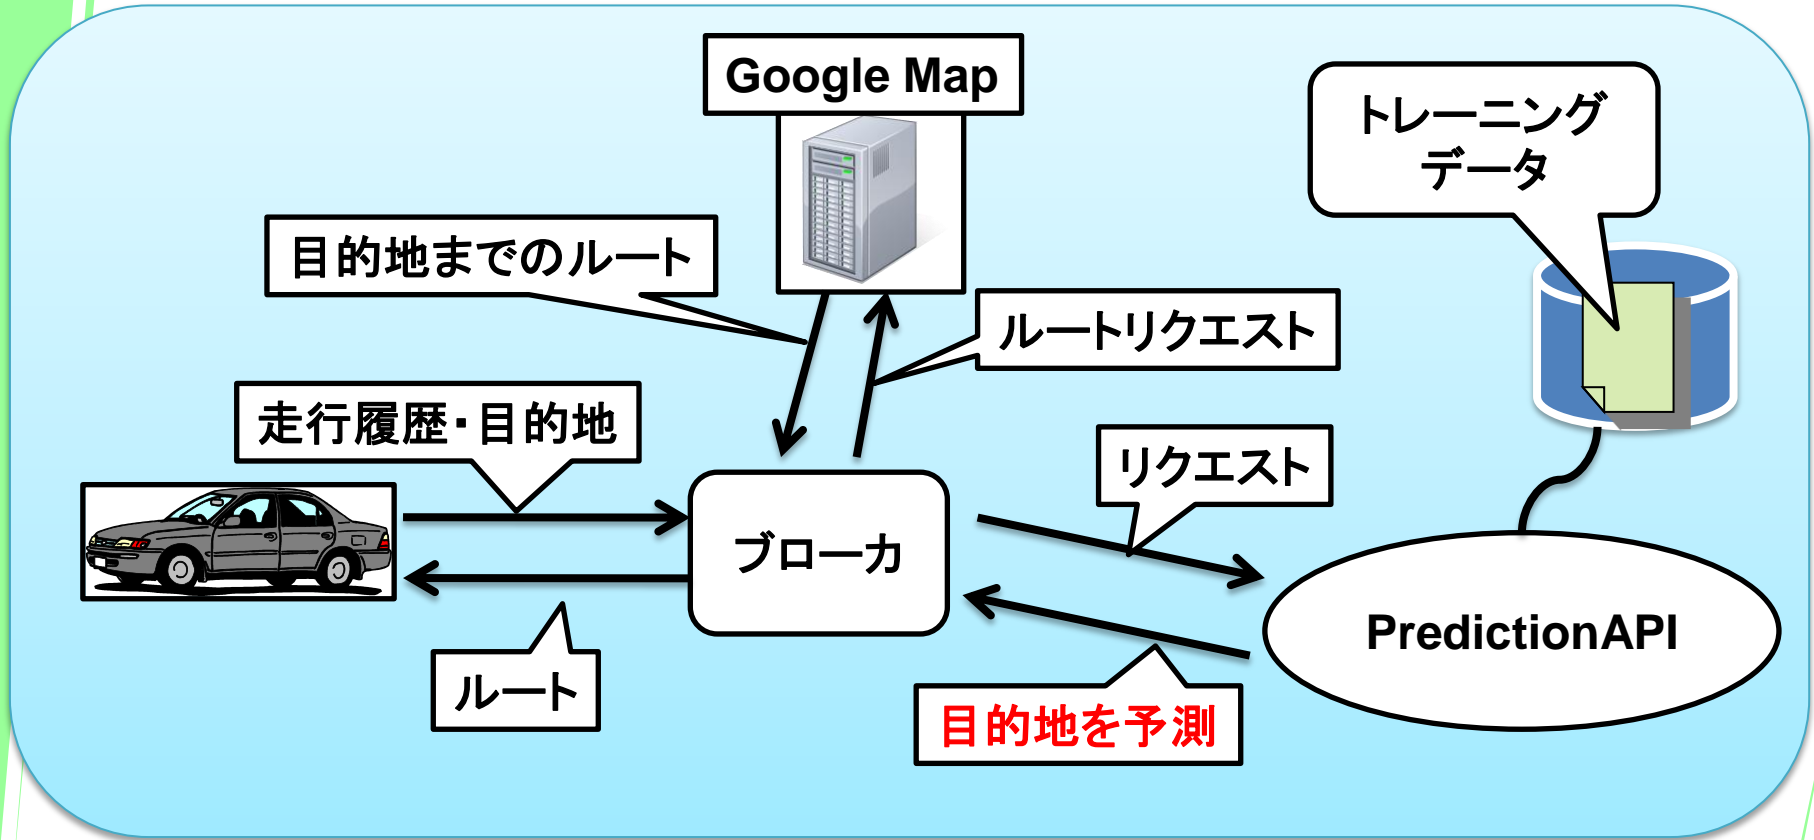 Google Map
トレーニング
データ
目的地までのルート
ルートリクエスト
走行履歴・目的地
リクエスト
ブローカ
PredictionAPI
ルート
目的地を予測